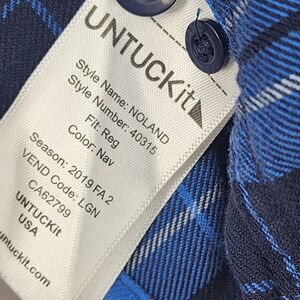 UNTUCKit
Style Name: NOLAND
Style Number: 40315
Fit: Reg
Color: Nav
Season: 2019 FA 2
VEND Code: LGN
CA62799
UNTUCKit
USA
untuckit.com